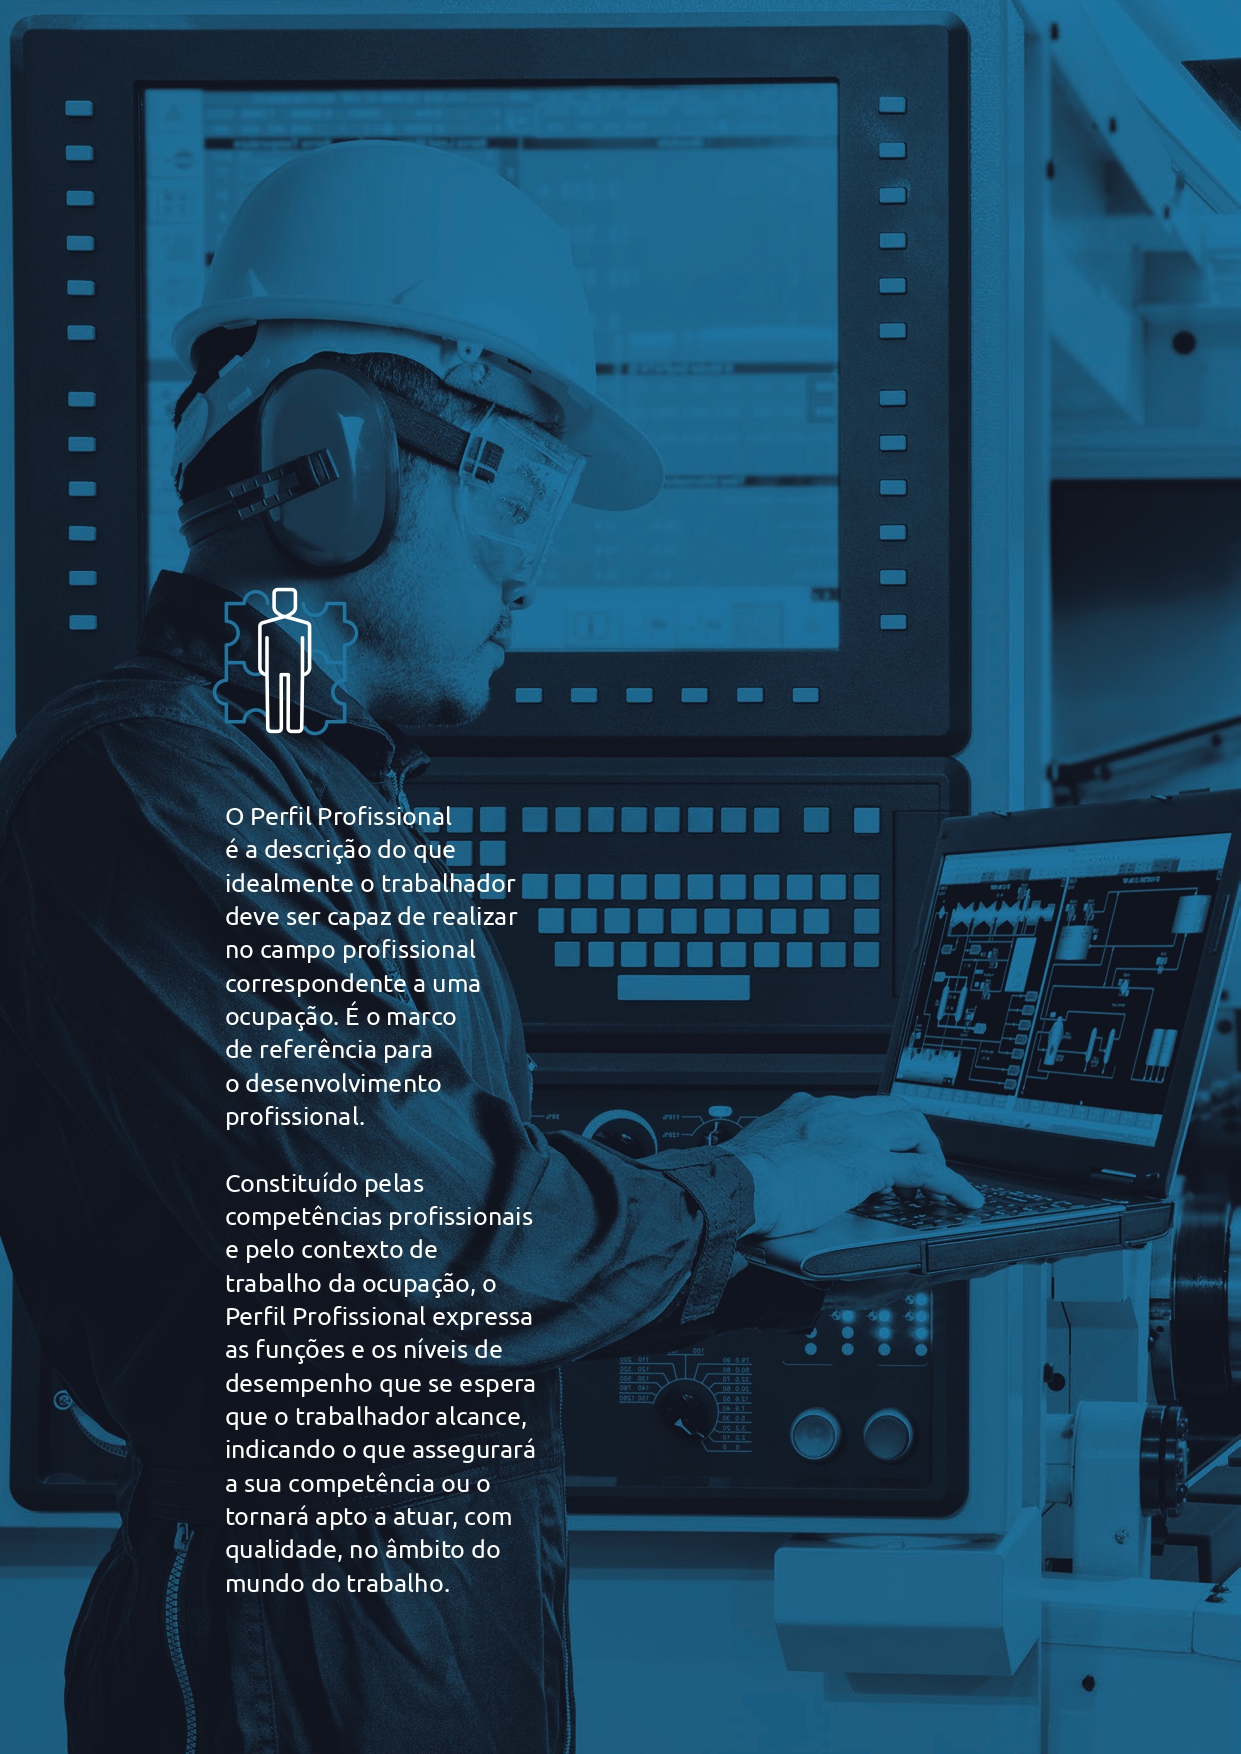 O Perfil Profissional
é a descrição do que
idealmente o trabalhador
deve ser capaz de realizar
no campo profissional
correspondente a uma
ocupação. É o marco
de referência para
o desenvolvimento
profissional.
Constituído pelas
competências profissionais
e pelo contexto de
trabalho da ocupação, o
Perfil Profissional expressa
as funções e os níveis de
desempenho que se espera
que o trabalhador alcance,
indicando o que assegurará
a sua competência ou o
tornará apto a atuar, com
qualidade, no âmbito do
mundo do trabalho.